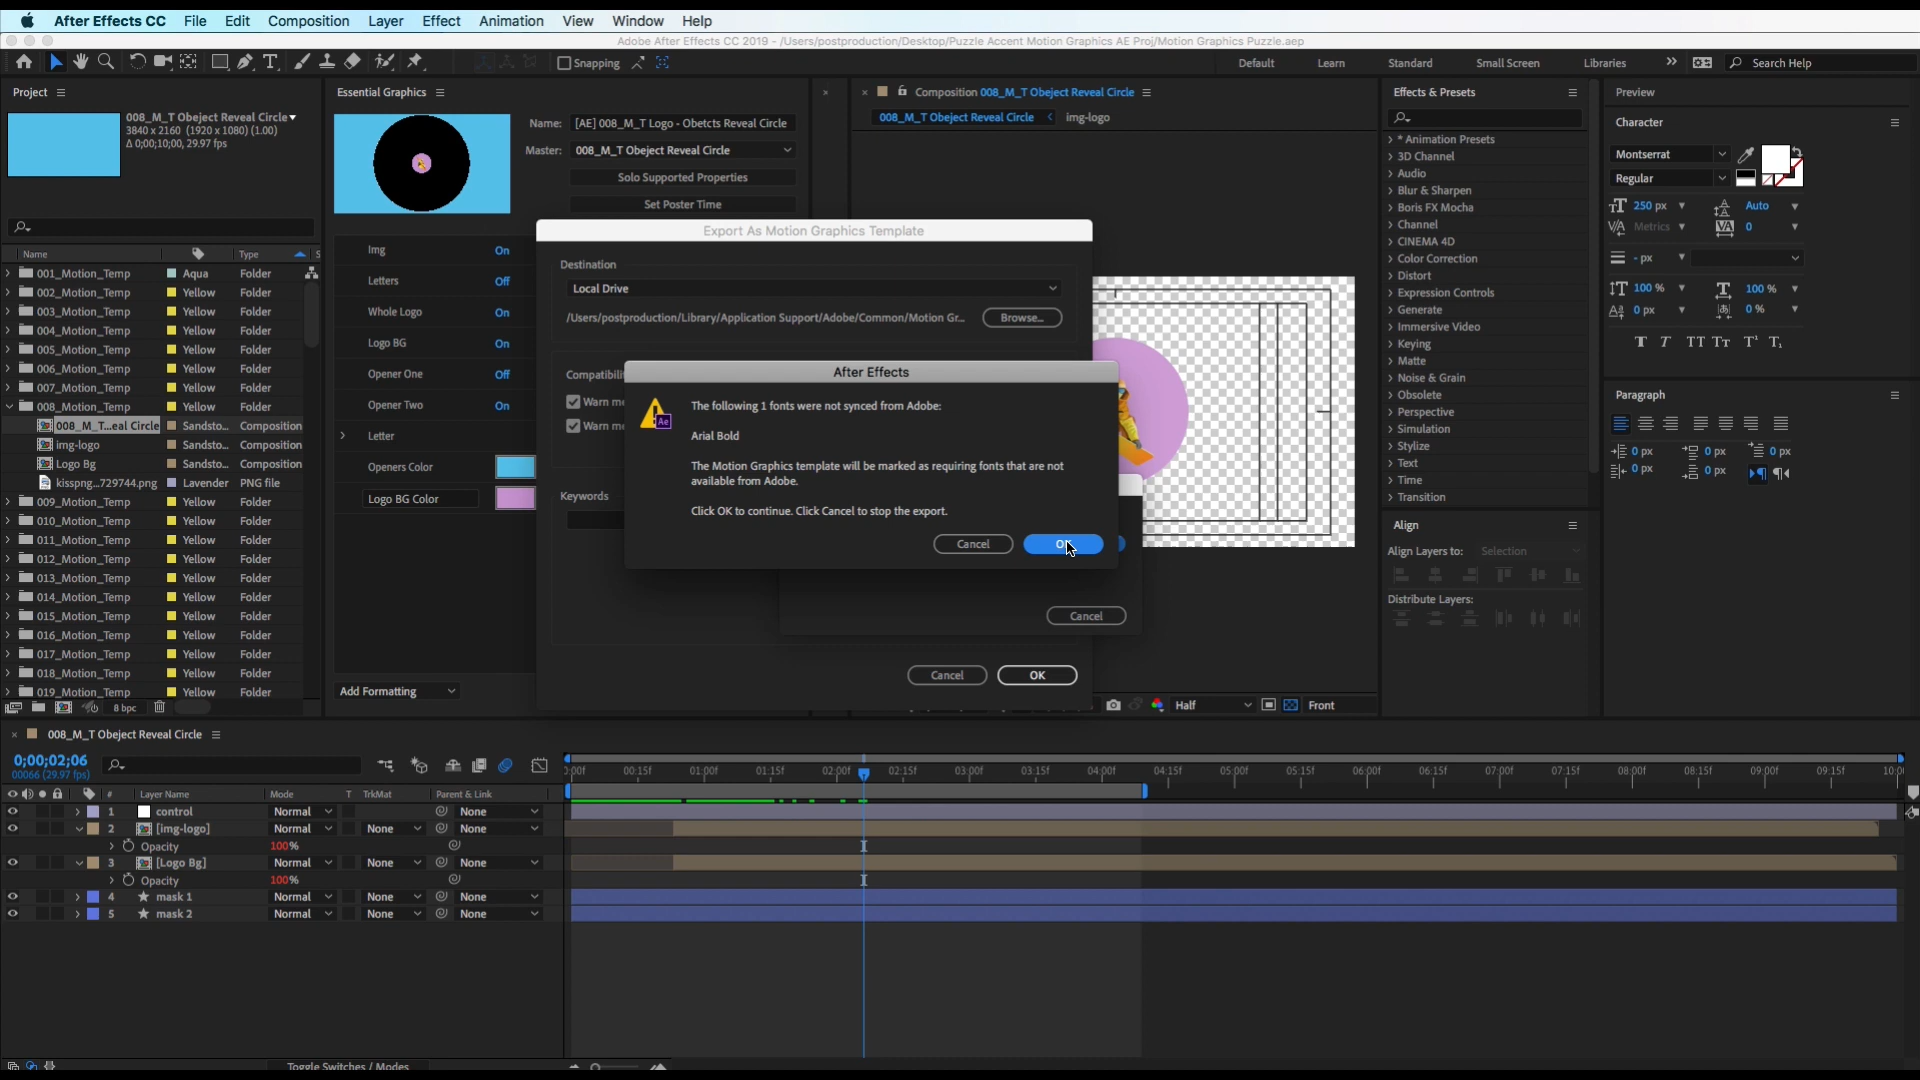 After Effects CC File Edit Composition Layer Effect Animation View Window Help
Adobe After Effects CC 2019 - /Users/postproduction/Desktop/Puzzle Accent Motion Graphics AE Proj/Motion Graphics Puzzle.aep
Snapping Default Learn Standard Small Screen Libraries Search Help
Project
008_M_T Obeject Reveal Circle
3840 x 2160 (1920 x 1080) (1.00)
Δ 0;00;10;00, 29.97 fps
Name Type S
001_Motion_Temp Aqua Folder
002_Motion_Temp Yellow Folder
003_Motion_Temp Yellow Folder
004_Motion_Temp Yellow Folder
005_Motion_Temp Yellow Folder
006_Motion_Temp Yellow Folder
007_Motion_Temp Yellow Folder
008_Motion_Temp Yellow Folder
008_M_T...eal Circle Sandsto... Composition
img-logo Sandsto... Composition
Logo Bg Sandsto... Composition
kisspng...729744.png Lavender PNG file
009_Motion_Temp Yellow Folder
010_Motion_Temp Yellow Folder
011_Motion_Temp Yellow Folder
012_Motion_Temp Yellow Folder
013_Motion_Temp Yellow Folder
014_Motion_Temp Yellow Folder
015_Motion_Temp Yellow Folder
016_Motion_Temp Yellow Folder
017_Motion_Temp Yellow Folder
018_Motion_Temp Yellow Folder
019_Motion_Temp Yellow Folder
8 bpc
Essential Graphics
Name: [AE] 008_M_T Logo - Obetcts Reveal Circle
Master: 008_M_T Obeject Reveal Circle
Solo Supported Properties
Set Poster Time
Img On
Letters Off
Whole Logo On
Logo BG On
Opener One Off
Opener Two On
Letter
Openers Color
Logo BG Color
Add Formatting
Export As Motion Graphics Template
Destination
Local Drive
/Users/postproduction/Library/Application Support/Adobe/Common/Motion Gr... Browse...
Compatibili
Warn me
Warn me
Keywords
Cancel OK
After Effects
Ae
The following 1 fonts were not synced from Adobe:
Arial Bold
The Motion Graphics template will be marked as requiring fonts that are not
available from Adobe.
Click OK to continue. Click Cancel to stop the export.
Cancel
Cancel
Composition 008_M_T Obeject Reveal Circle
008_M_T Obeject Reveal Circle img-logo
Half Front
Effects & Presets
* Animation Presets
3D Channel
Audio
Blur & Sharpen
Boris FX Mocha
Channel
CINEMA 4D
Color Correction
Distort
Expression Controls
Generate
Immersive Video
Keying
Matte
Noise & Grain
Obsolete
Perspective
Simulation
Stylize
Text
Time
Transition
Align
Align Layers to: Selection
Distribute Layers:
Preview
Character
Montserrat
Regular
250 px Auto
Metrics 0
- px
100 % 100 %
0 px 0 %
Paragraph
0 px 0 px 0 px
0 px 0 px
008_M_T Obeject Reveal Circle
0;00;02;06
00066 (29.97 fps)
# Layer Name Mode T TrkMat Parent & Link
1 control Normal None
2 [img-logo] Normal None None
Opacity 100%
3 [Logo Bg] Normal None None
Opacity 100%
4 mask 1 Normal None None
5 mask 2 Normal None None
Toggle Switches / Modes
00:15f 01:00f 01:15f 02:00f 02:15f 03:00f 03:15f 04:00f 04:15f 05:00f 05:15f 06:00f 06:15f 07:00f 07:15f 08:00f 08:15f 09:00f 09:15f